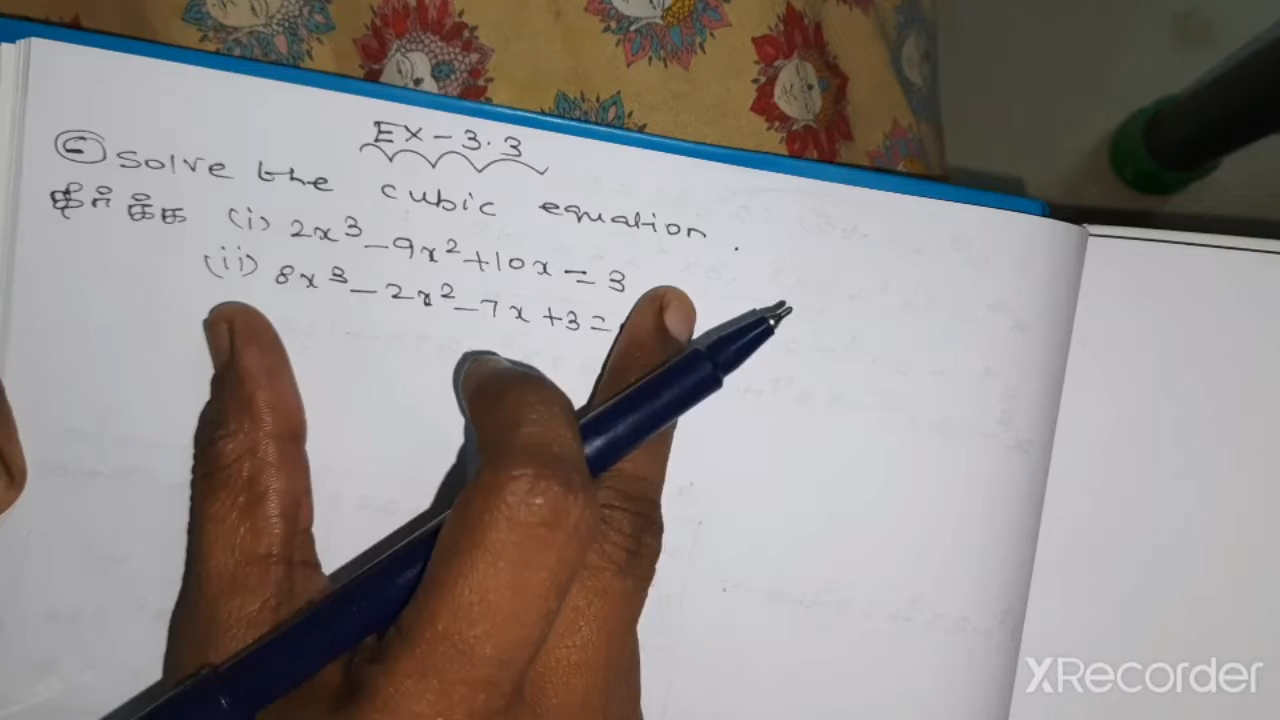 EX-3.3
⑥ Solve the cubic equation.
தீர்க்க (i) 2x³-9x²+10x=3
(ii) 8x³-2x²-7x+3=
XRecorder